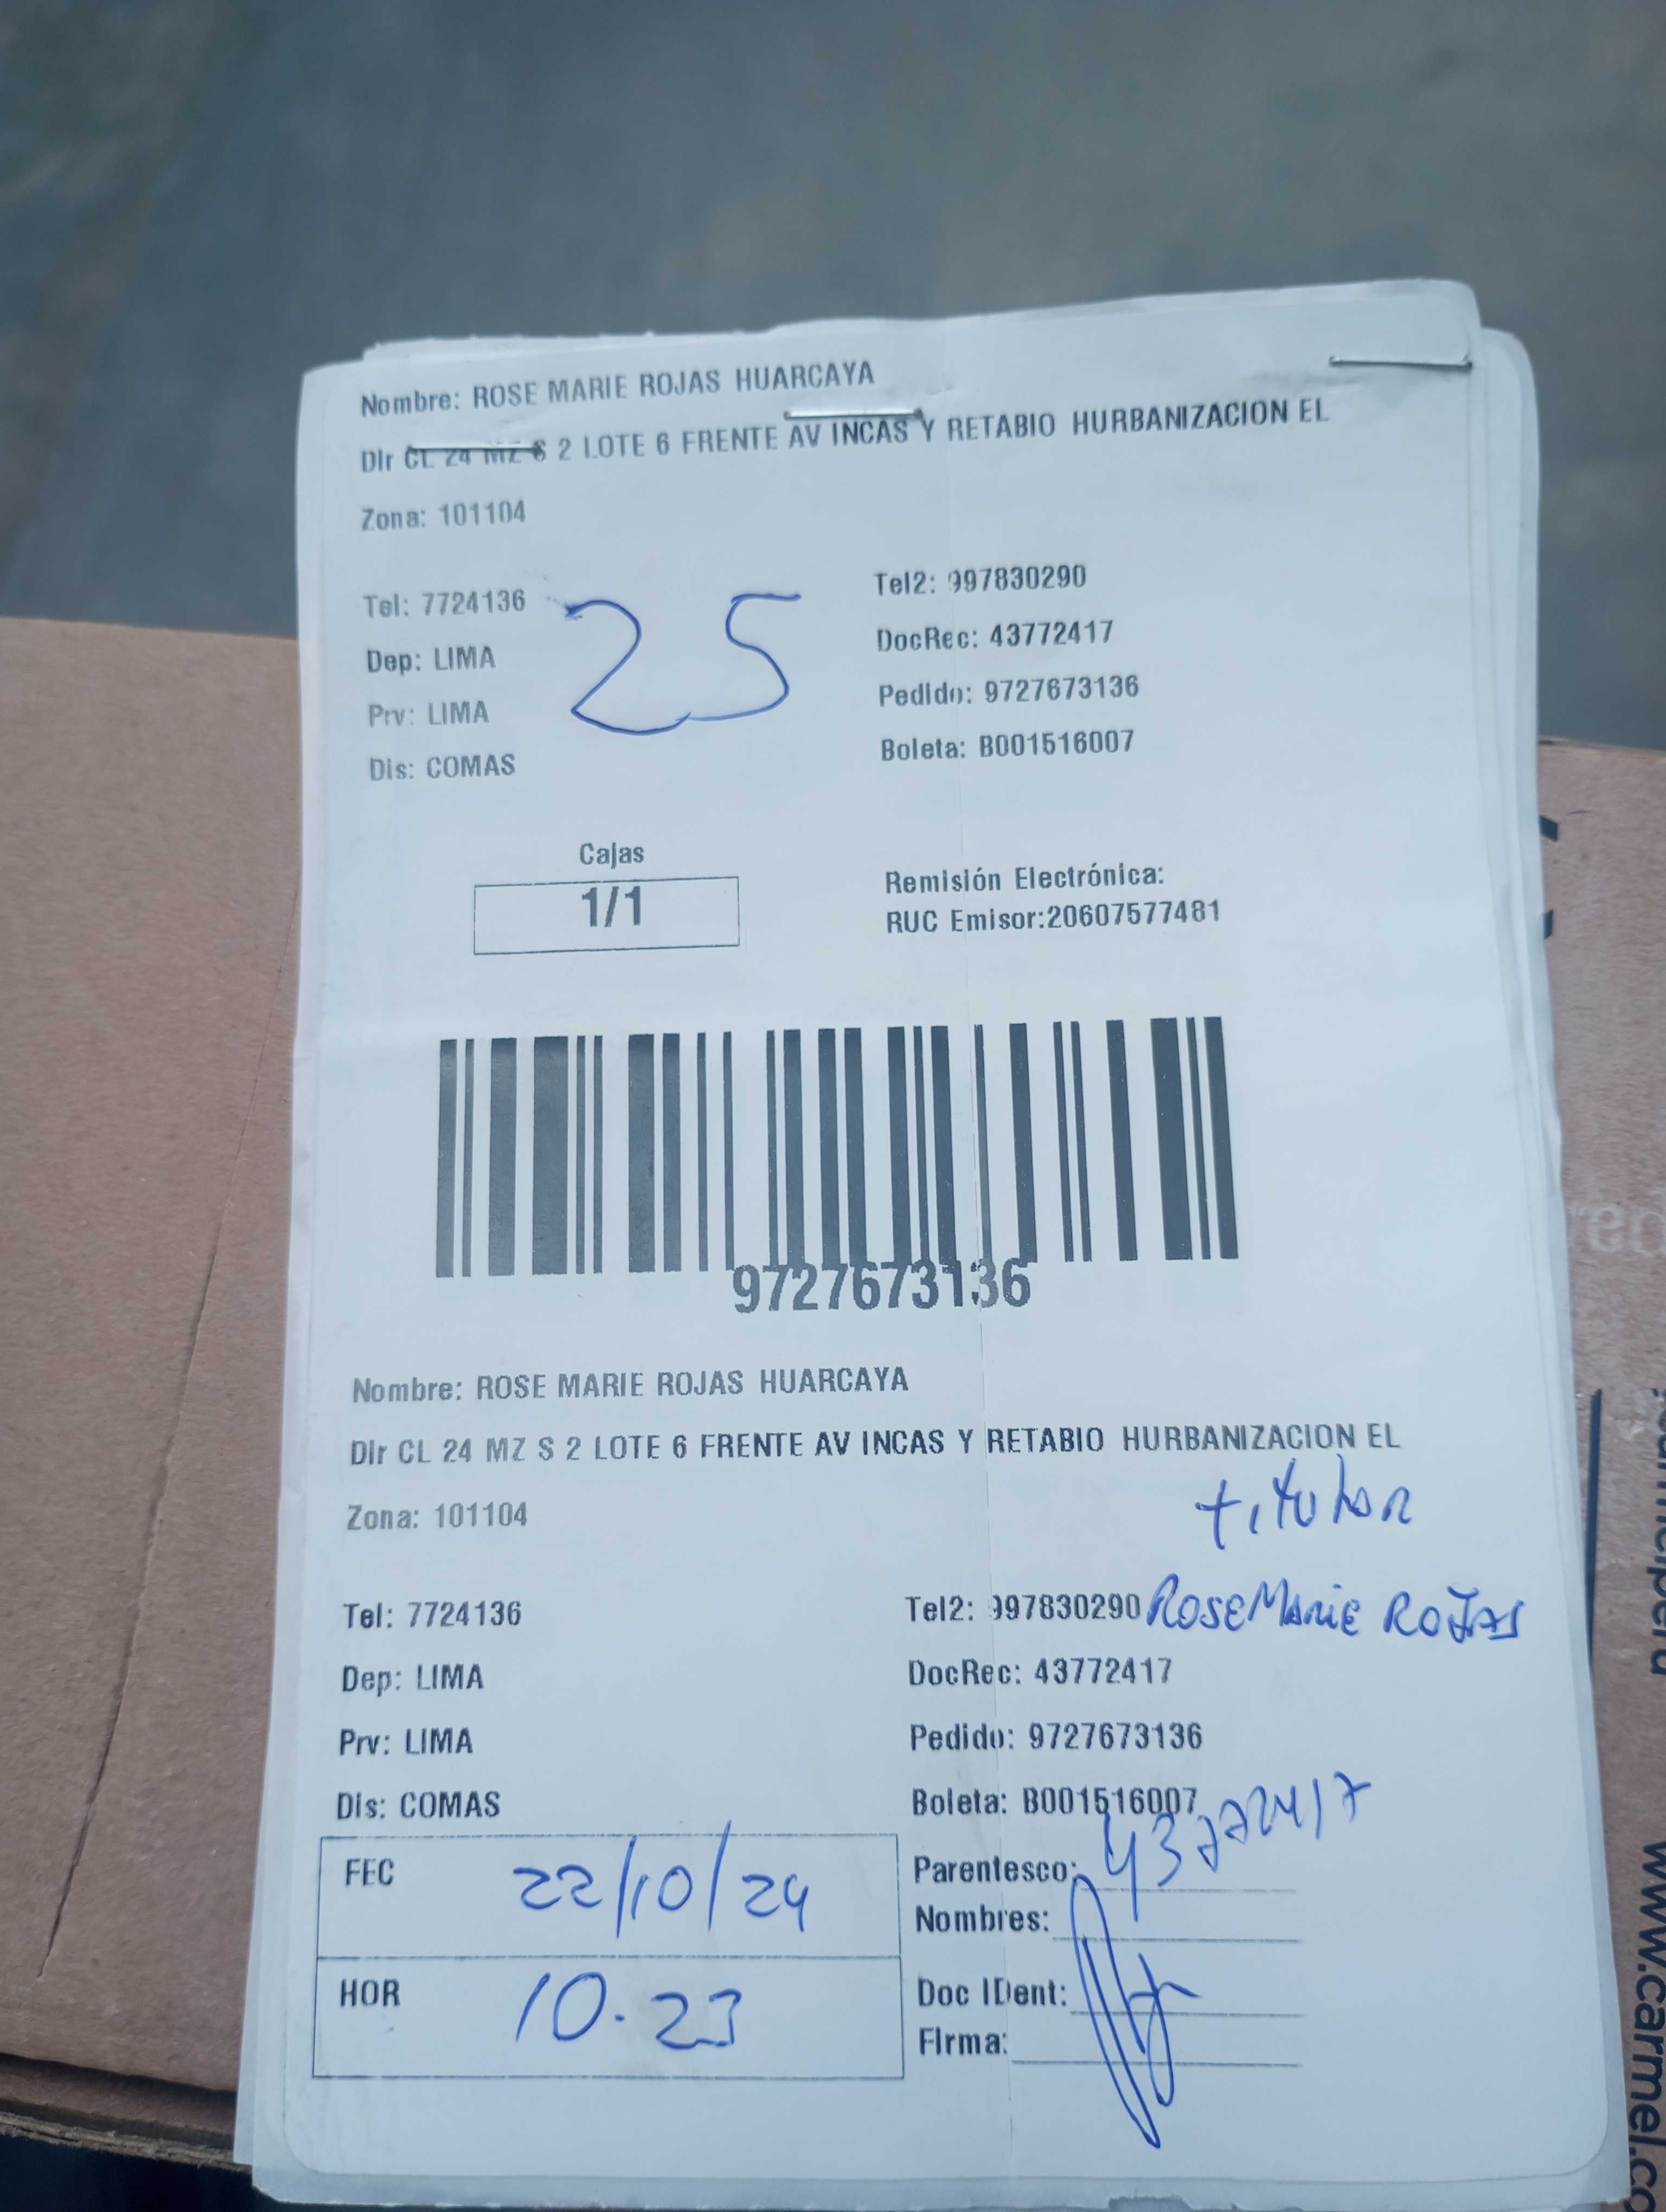 Nombre: ROSE MARIE ROJAS HUARCAYA
Dir CL 24 MZ S 2 LOTE 6 FRENTE AV INCAS Y RETABIO HURBANIZACION EL
Zona: 101104
Tel: 7724136
Tel2: 997830290
25
Dep: LIMA
DocRec: 43772417
Prv: LIMA
Pedido: 9727673136
Dis: COMAS
Boleta: B001516007
Cajas
1/1
Remisión Electrónica:
RUC Emisor:20607577481
9727673136
Nombre: ROSE MARIE ROJAS HUARCAYA
Dir CL 24 MZ S 2 LOTE 6 FRENTE AV INCAS Y RETABIO HURBANIZACION EL
titular
Zona: 101104
Tel: 7724136
Tel2: 997830290 Rose Marie ROJAS
Dep: LIMA
DocRec: 43772417
Prv: LIMA
Pedido: 9727673136
Dis: COMAS
Boleta: B001516007
43772417
FEC 22/10/24
Parentesco:
Nombres:
HOR 10.23
Doc IDent:
Firma:
www.carmel.co